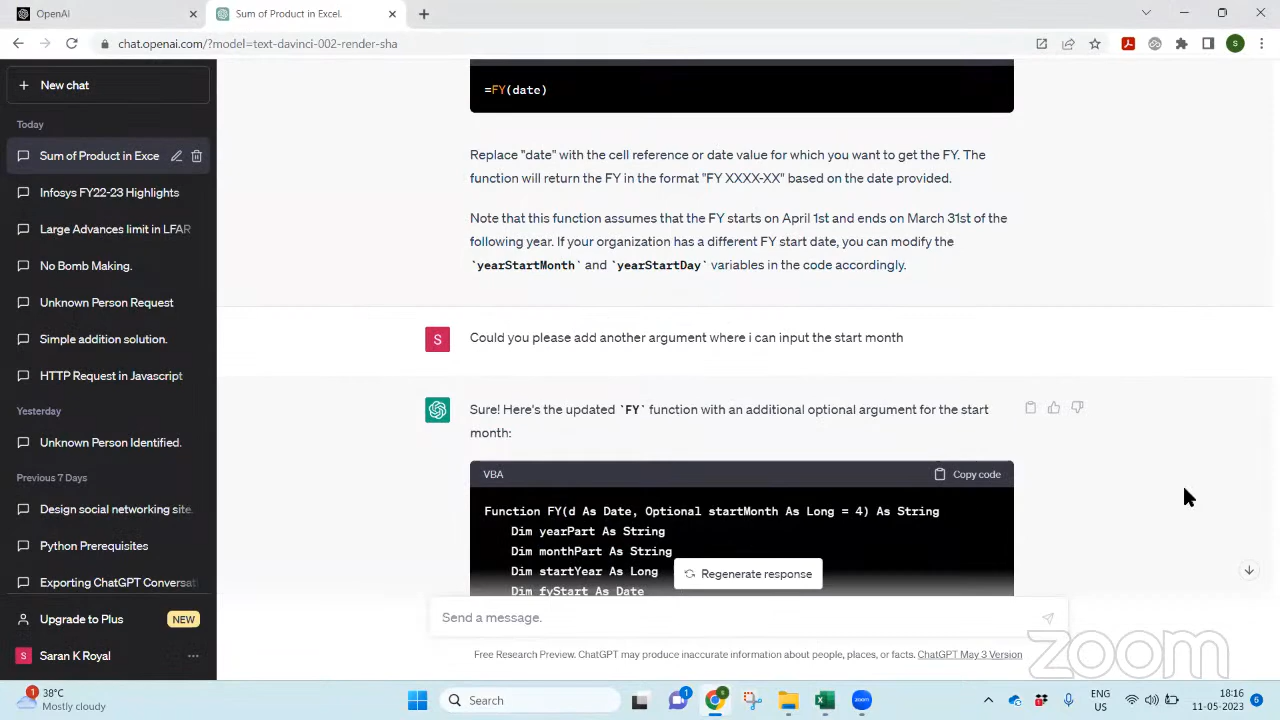 OpenAI
Sum of Product in Excel.
chat.openai.com/?model=text-davinci-002-render-sha
S
New chat
Today
Sum of Product in Exce
Infosys FY22-23 Highlights
Large Advances limit in LFAR
No Bomb Making.
Unknown Person Request
Simple addition solution.
HTTP Request in Javascript
Yesterday
Unknown Person Identified.
Previous 7 Days
Design social networking site.
Python Prerequisites
Exporting ChatGPT Conversati
Upgrade to Plus
NEW
S
Saran K Royal
=FY(date)
Replace "date" with the cell reference or date value for which you want to get the FY. The
function will return the FY in the format "FY XXXX-XX" based on the date provided.
Note that this function assumes that the FY starts on April 1st and ends on March 31st of the
following year. If your organization has a different FY start date, you can modify the
`yearStartMonth` and `yearStartDay` variables in the code accordingly.
S
Could you please add another argument where i can input the start month
Sure! Here's the updated `FY` function with an additional optional argument for the start
month:
VBA
Copy code
Function FY(d As Date, Optional startMonth As Long = 4) As String
Dim yearPart As String
Dim monthPart As String
Dim startYear As Long
Dim fyStart As Date
Regenerate response
Send a message.
Free Research Preview. ChatGPT may produce inaccurate information about people, places, or facts. ChatGPT May 3 Version
zoom
1
38°C
Mostly cloudy
Search
1
6
zoom
ENG
US
18:16
11-05-2023
6